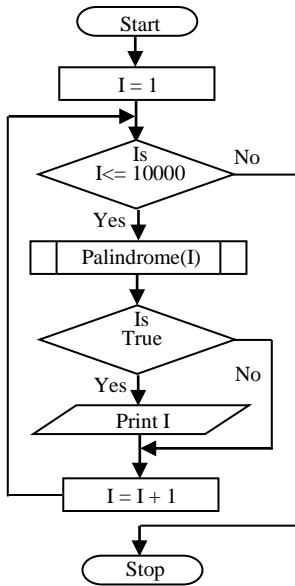 Start
I = 1
Is
I<= 10000
No
Yes
Palindrome(I)
Is
True
Yes
No
Print I
I = I + 1
Stop